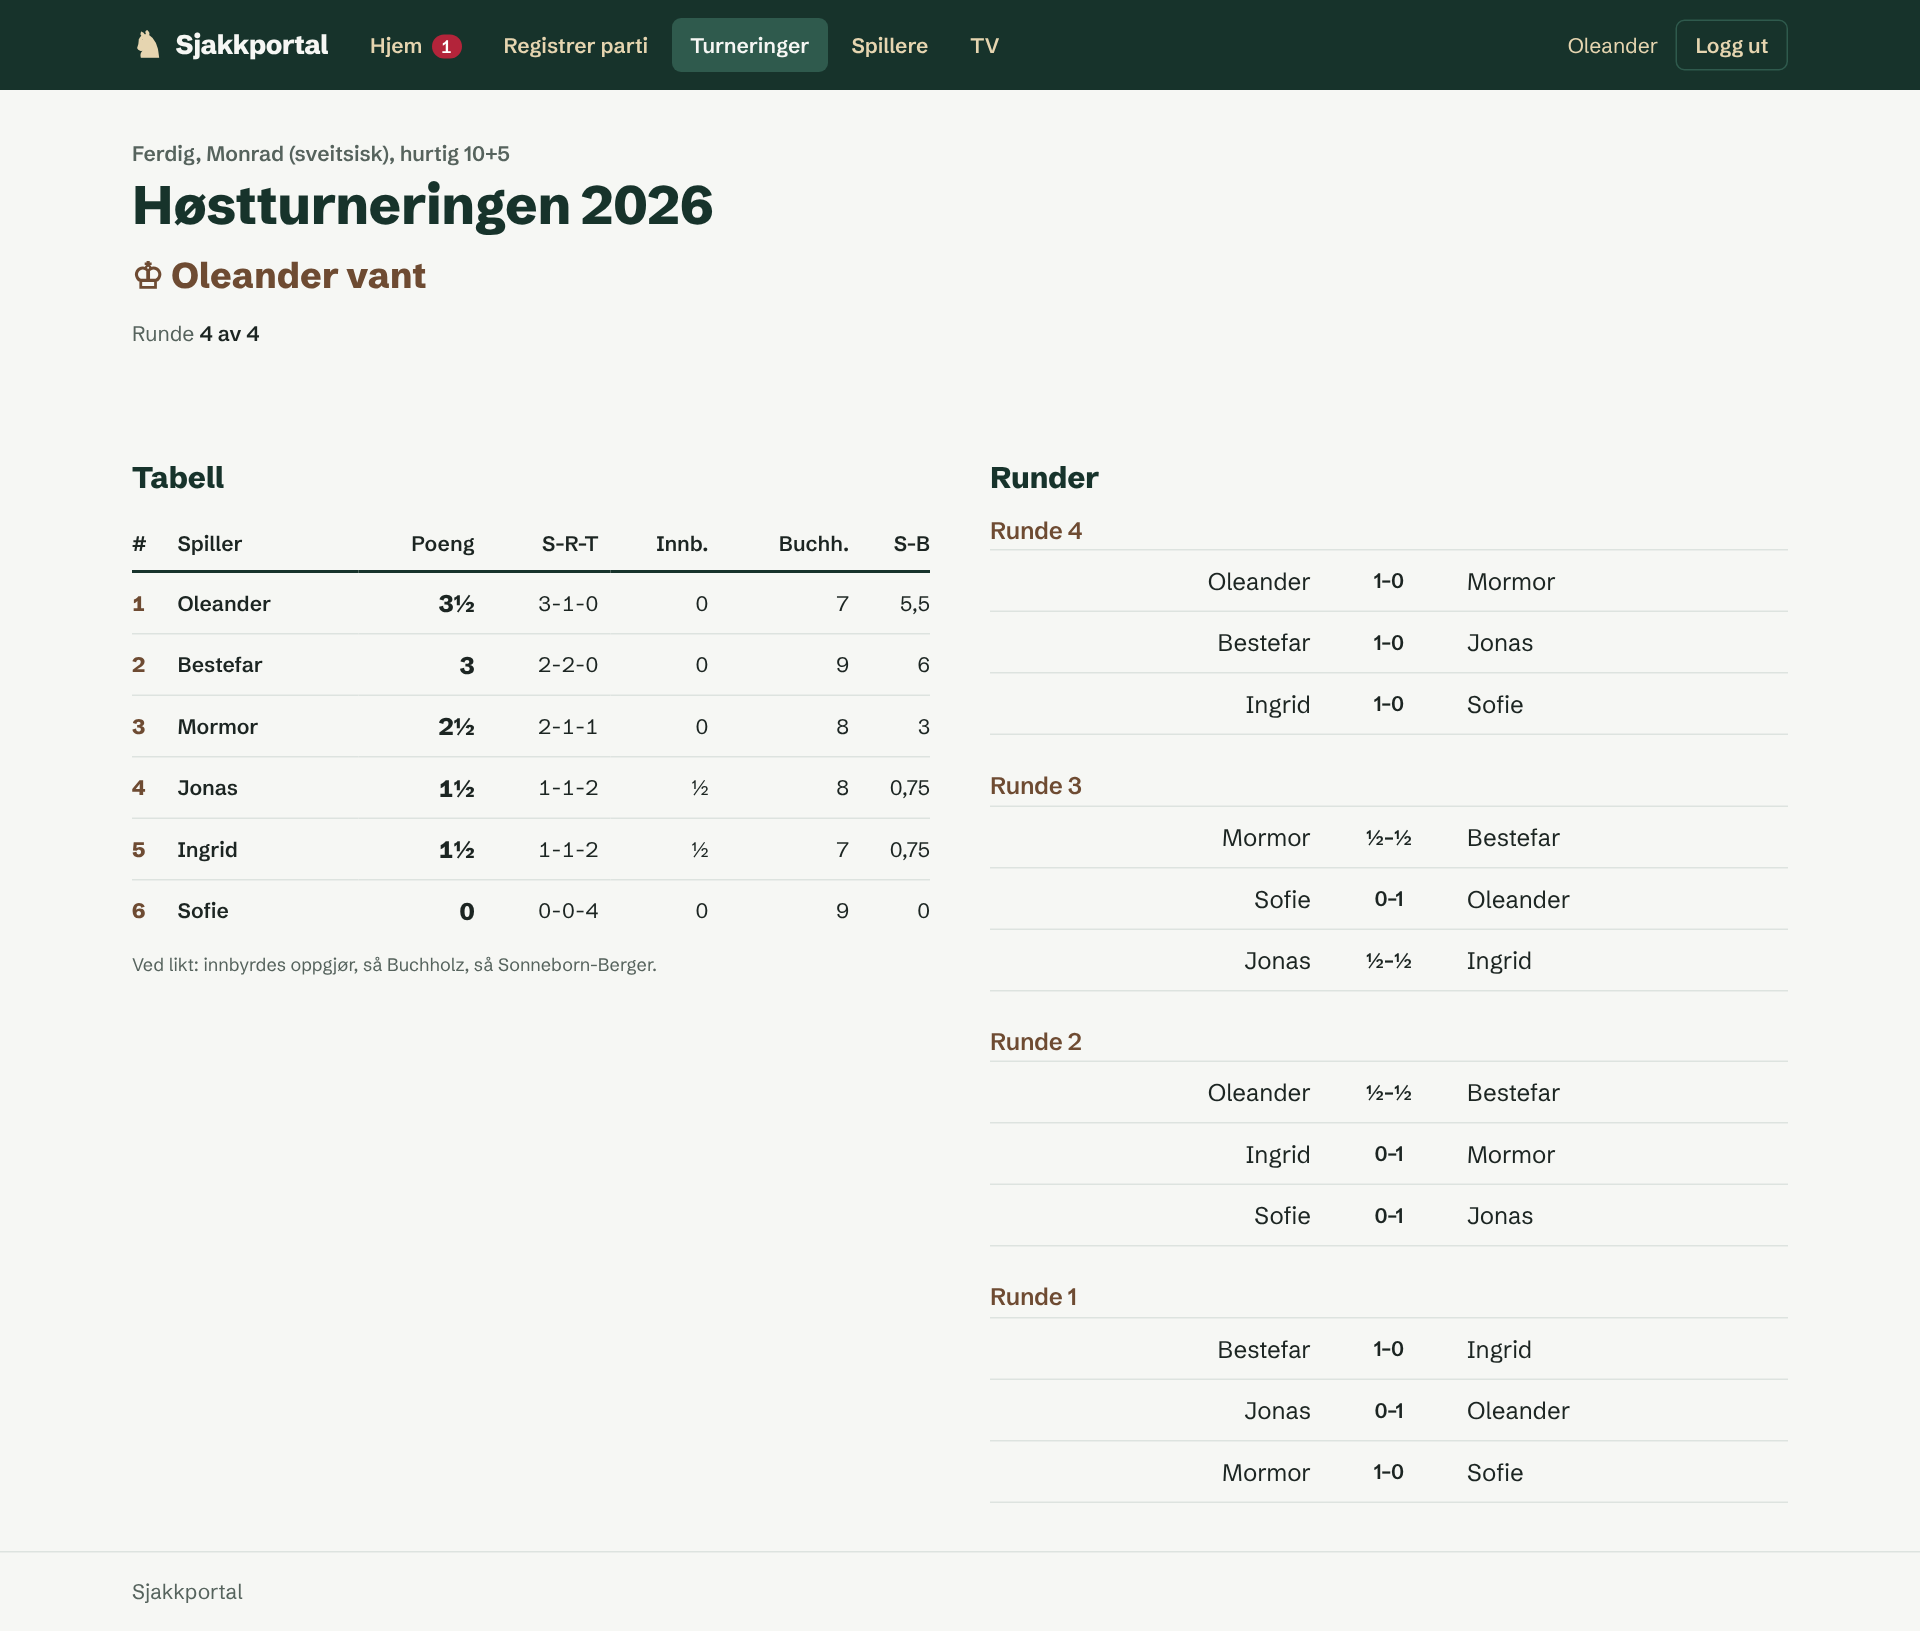 Sjakkportal Hjem 1 Registrer parti Turneringer Spillere TV Oleander Logg ut
Ferdig, Monrad (sveitsisk), hurtig 10+5
Høstturneringen 2026
♔ Oleander vant
Runde 4 av 4
Tabell
# Spiller Poeng S-R-T Innb. Buchh. S-B
1 Oleander 3½ 3-1-0 0 7 5,5
2 Bestefar 3 2-2-0 0 9 6
3 Mormor 2½ 2-1-1 0 8 3
4 Jonas 1½ 1-1-2 ½ 8 0,75
5 Ingrid 1½ 1-1-2 ½ 7 0,75
6 Sofie 0 0-0-4 0 9 0
Ved likt: innbyrdes oppgjør, så Buchholz, så Sonneborn-Berger.
Runder
Runde 4
Oleander 1-0 Mormor
Bestefar 1-0 Jonas
Ingrid 1-0 Sofie
Runde 3
Mormor ½-½ Bestefar
Sofie 0-1 Oleander
Jonas ½-½ Ingrid
Runde 2
Oleander ½-½ Bestefar
Ingrid 0-1 Mormor
Sofie 0-1 Jonas
Runde 1
Bestefar 1-0 Ingrid
Jonas 0-1 Oleander
Mormor 1-0 Sofie
Sjakkportal